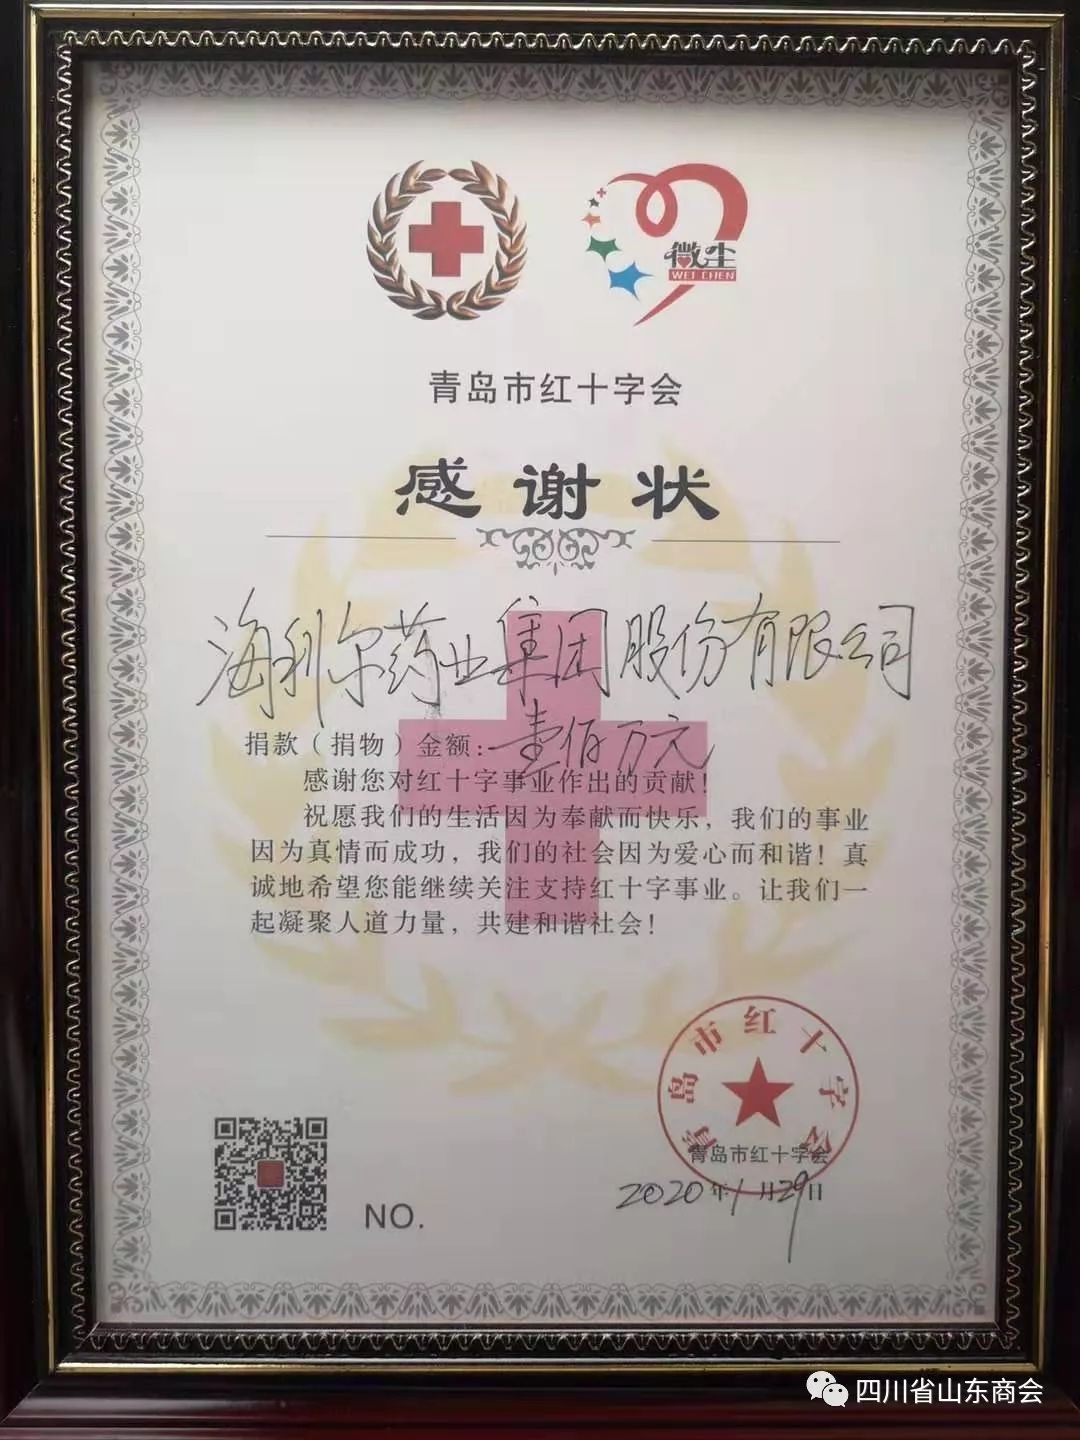 微尘
WEI CHEN
青岛市红十字会
感谢状
海利尔药业集团股份有限公司
捐款（捐物）金额：壹佰万元
感谢您对红十字事业作出的贡献！
祝愿我们的生活因为奉献而快乐，我们的事业
因为真情而成功，我们的社会因为爱心而和谐！真
诚地希望您能继续关注支持红十字事业。让我们一
起凝聚人道力量，共建和谐社会！
青岛市红十字会
青岛市红十字会
2020年1月29日
NO.
四川省山东商会